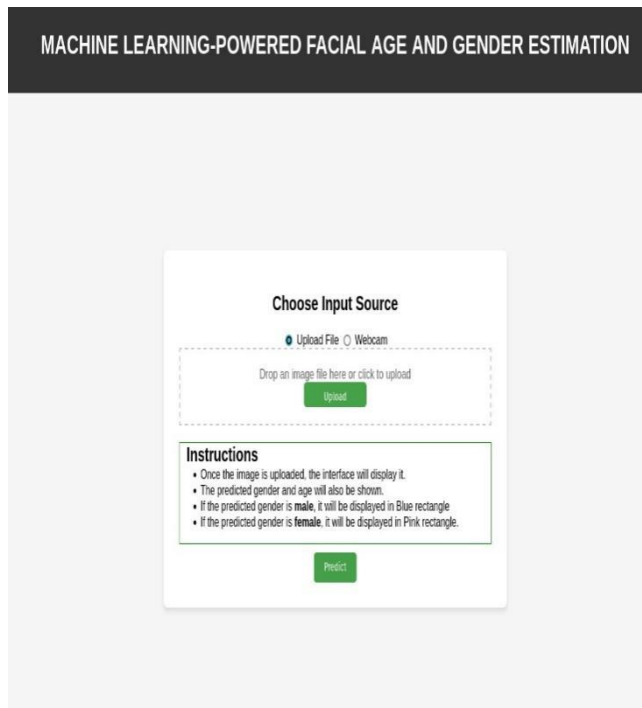 MACHINE LEARNING-POWERED FACIAL AGE AND GENDER ESTIMATION
Choose Input Source
Upload File Webcam
Drop an image file here or click to upload
Upload
Instructions
• Once the image is uploaded, the interface will display it.
• The predicted gender and age will also be shown.
• If the predicted gender is male, it will be displayed in Blue rectangle
• If the predicted gender is female, it will be displayed in Pink rectangle.
Predict